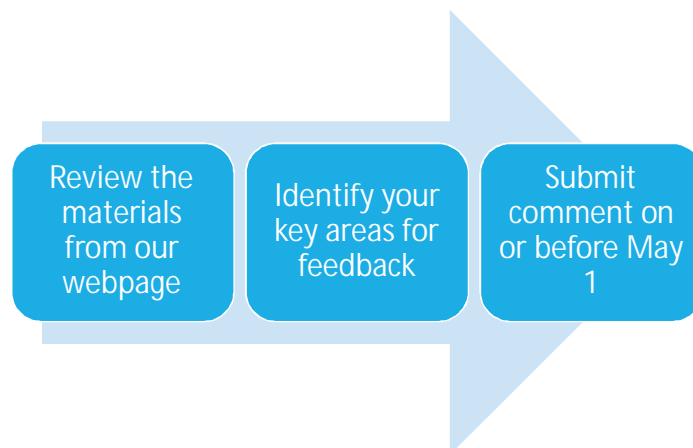 Review the
materials
from our
webpage
Identify your
key areas for
feedback
Submit
comment on
or before May
1